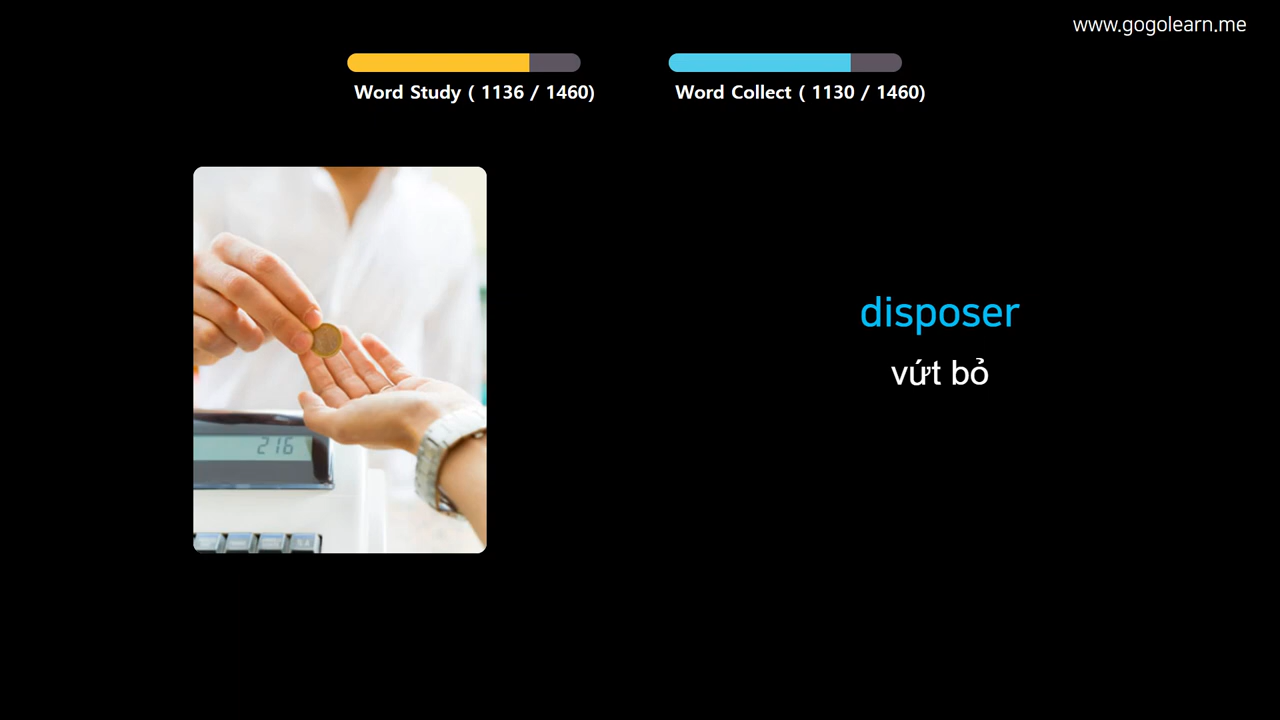 www.gogolearn.me
Word Study ( 1136 / 1460)
Word Collect ( 1130 / 1460)
disposer
vứt bỏ
216